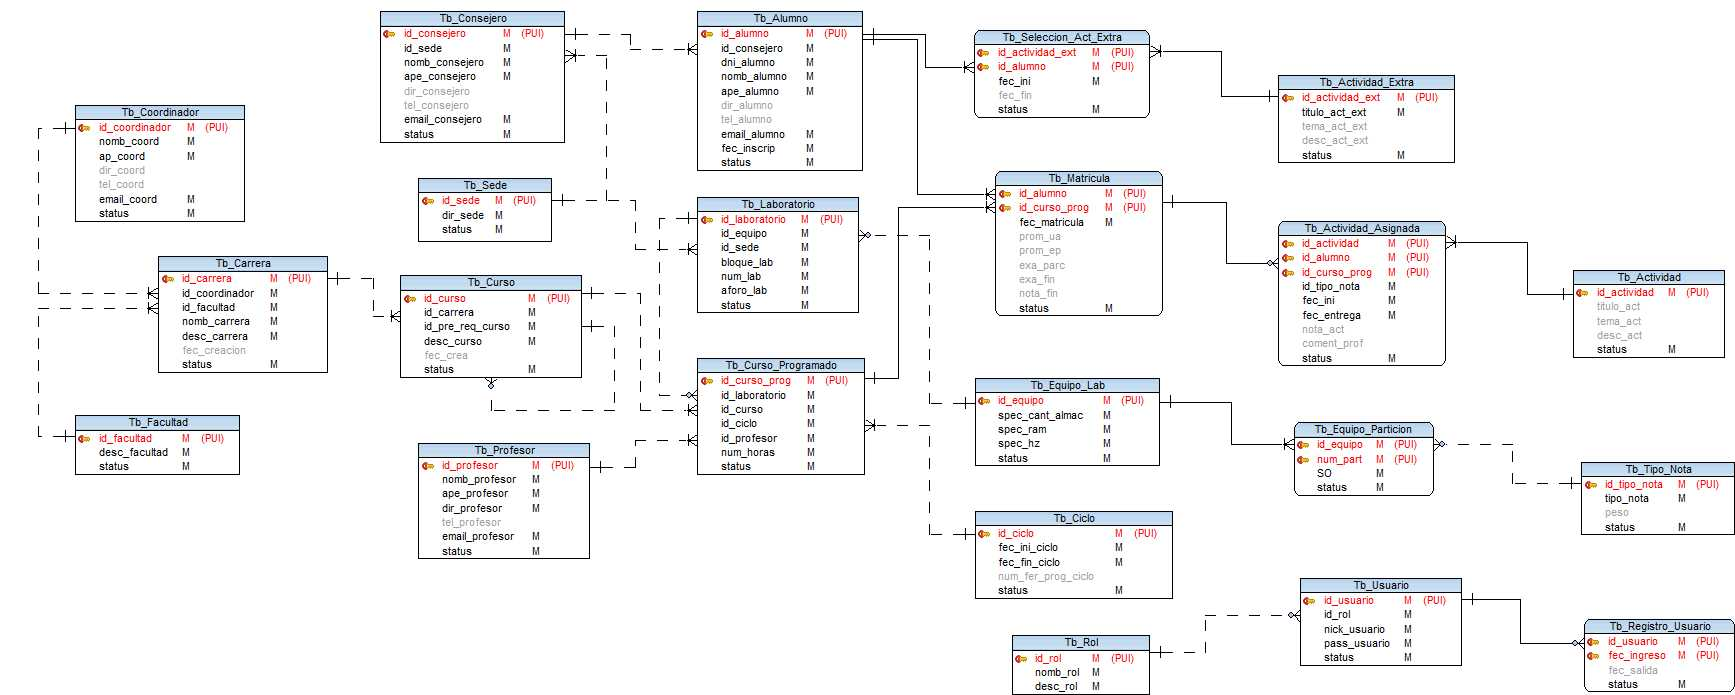 Tb_Consejero
id_consejero M (PUI)
id_sede M
nomb_consejero M
ape_consejero M
dir_consejero
tel_consejero
email_consejero M
status M
Tb_Alumno
id_alumno M (PUI)
id_consejero M
dni_alumno M
nomb_alumno M
ape_alumno M
dir_alumno
tel_alumno
email_alumno M
fec_inscrip M
status M
Tb_Seleccion_Act_Extra
id_actividad_ext M (PUI)
id_alumno M (PUI)
fec_ini M
fec_fin
status M
Tb_Actividad_Extra
id_actividad_ext M (PUI)
titulo_act_ext M
tema_act_ext
desc_act_ext
status M
Tb_Coordinador
id_coordinador M (PUI)
nomb_coord M
ap_coord M
dir_coord
tel_coord
email_coord M
status M
Tb_Sede
id_sede M (PUI)
dir_sede M
status M
Tb_Laboratorio
id_laboratorio M (PUI)
id_equipo M
id_sede M
bloque_lab M
num_lab M
aforo_lab M
status M
Tb_Matricula
id_alumno M (PUI)
id_curso_prog M (PUI)
fec_matricula M
prom_ua
prom_ep
exa_parc
exa_fin
nota_fin
status M
Tb_Actividad_Asignada
id_actividad M (PUI)
id_alumno M (PUI)
id_curso_prog M (PUI)
id_tipo_nota M
fec_ini M
fec_entrega M
nota_act
coment_prof
status M
Tb_Actividad
id_actividad M (PUI)
titulo_act
tema_act
desc_act
status M
Tb_Carrera
id_carrera M (PUI)
id_coordinador M
id_facultad M
nomb_carrera M
desc_carrera M
fec_creacion
status M
Tb_Curso
id_curso M (PUI)
id_carrera M
id_pre_req_curso M
desc_curso M
fec_crea
status M
Tb_Curso_Programado
id_curso_prog M (PUI)
id_laboratorio M
id_curso M
id_ciclo M
id_profesor M
num_horas M
status M
Tb_Equipo_Lab
id_equipo M (PUI)
spec_cant_almac M
spec_ram M
spec_hz M
status M
Tb_Equipo_Particion
id_equipo M (PUI)
num_part M (PUI)
SO M
status M
Tb_Tipo_Nota
id_tipo_nota M (PUI)
tipo_nota M
peso
status M
Tb_Facultad
id_facultad M (PUI)
desc_facultad M
status M
Tb_Profesor
id_profesor M (PUI)
nomb_profesor M
ape_profesor M
dir_profesor M
tel_profesor
email_profesor M
status M
Tb_Ciclo
id_ciclo M (PUI)
fec_ini_ciclo M
fec_fin_ciclo M
num_fer_prog_ciclo
status M
Tb_Usuario
id_usuario M (PUI)
id_rol M
nick_usuario M
pass_usuario M
status M
Tb_Rol
id_rol M (PUI)
nomb_rol M
desc_rol M
Tb_Registro_Usuario
id_usuario M (PUI)
fec_ingreso M (PUI)
fec_salida
status M